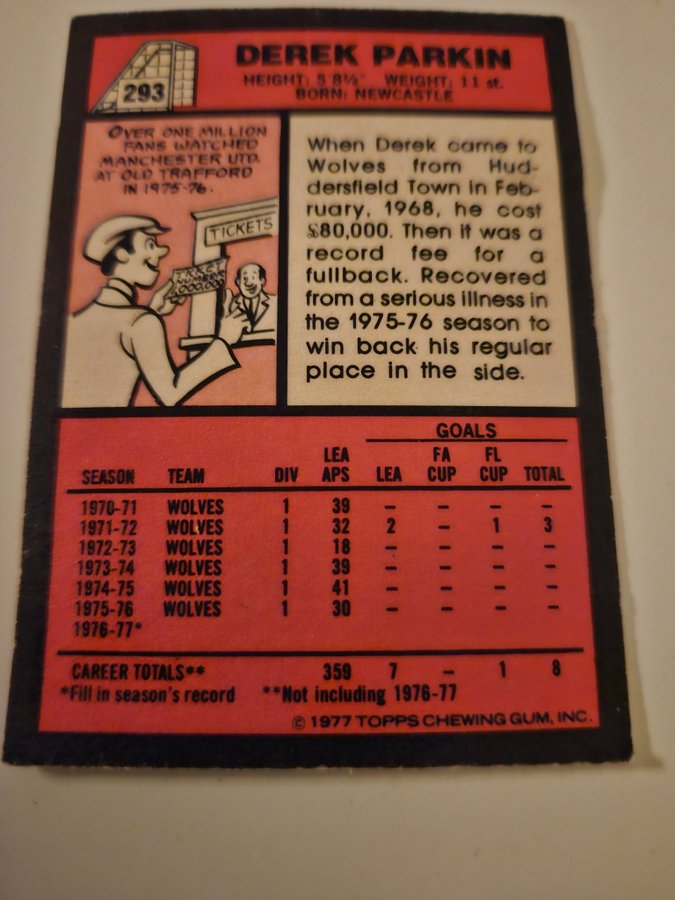 293
DEREK PARKIN
HEIGHT: 5'8½" WEIGHT: 11 st.
BORN: NEWCASTLE
OVER ONE MILLION
FANS WATCHED
MANCHESTER UTD.
AT OLD TRAFFORD
IN 1975-76.
TICKETS
TICKET
NUMBER
1,000,000
When Derek came to
Wolves from Hud-
dersfield Town in Feb-
ruary, 1968, he cost
£80,000. Then it was a
record fee for a
fullback. Recovered
from a serious illness in
the 1975-76 season to
win back his regular
place in the side.
GOALS
SEASON TEAM DIV LEA APS LEA FA CUP FL CUP TOTAL
1970-71 WOLVES 1 39 – – – –
1971-72 WOLVES 1 32 2 – 1 3
1972-73 WOLVES 1 18 – – – –
1973-74 WOLVES 1 39 – – – –
1974-75 WOLVES 1 41 – – – –
1975-76 WOLVES 1 30 – – – –
1976-77*
CAREER TOTALS** 359 7 – 1 8
*Fill in season's record **Not including 1976-77
© 1977 TOPPS CHEWING GUM, INC.